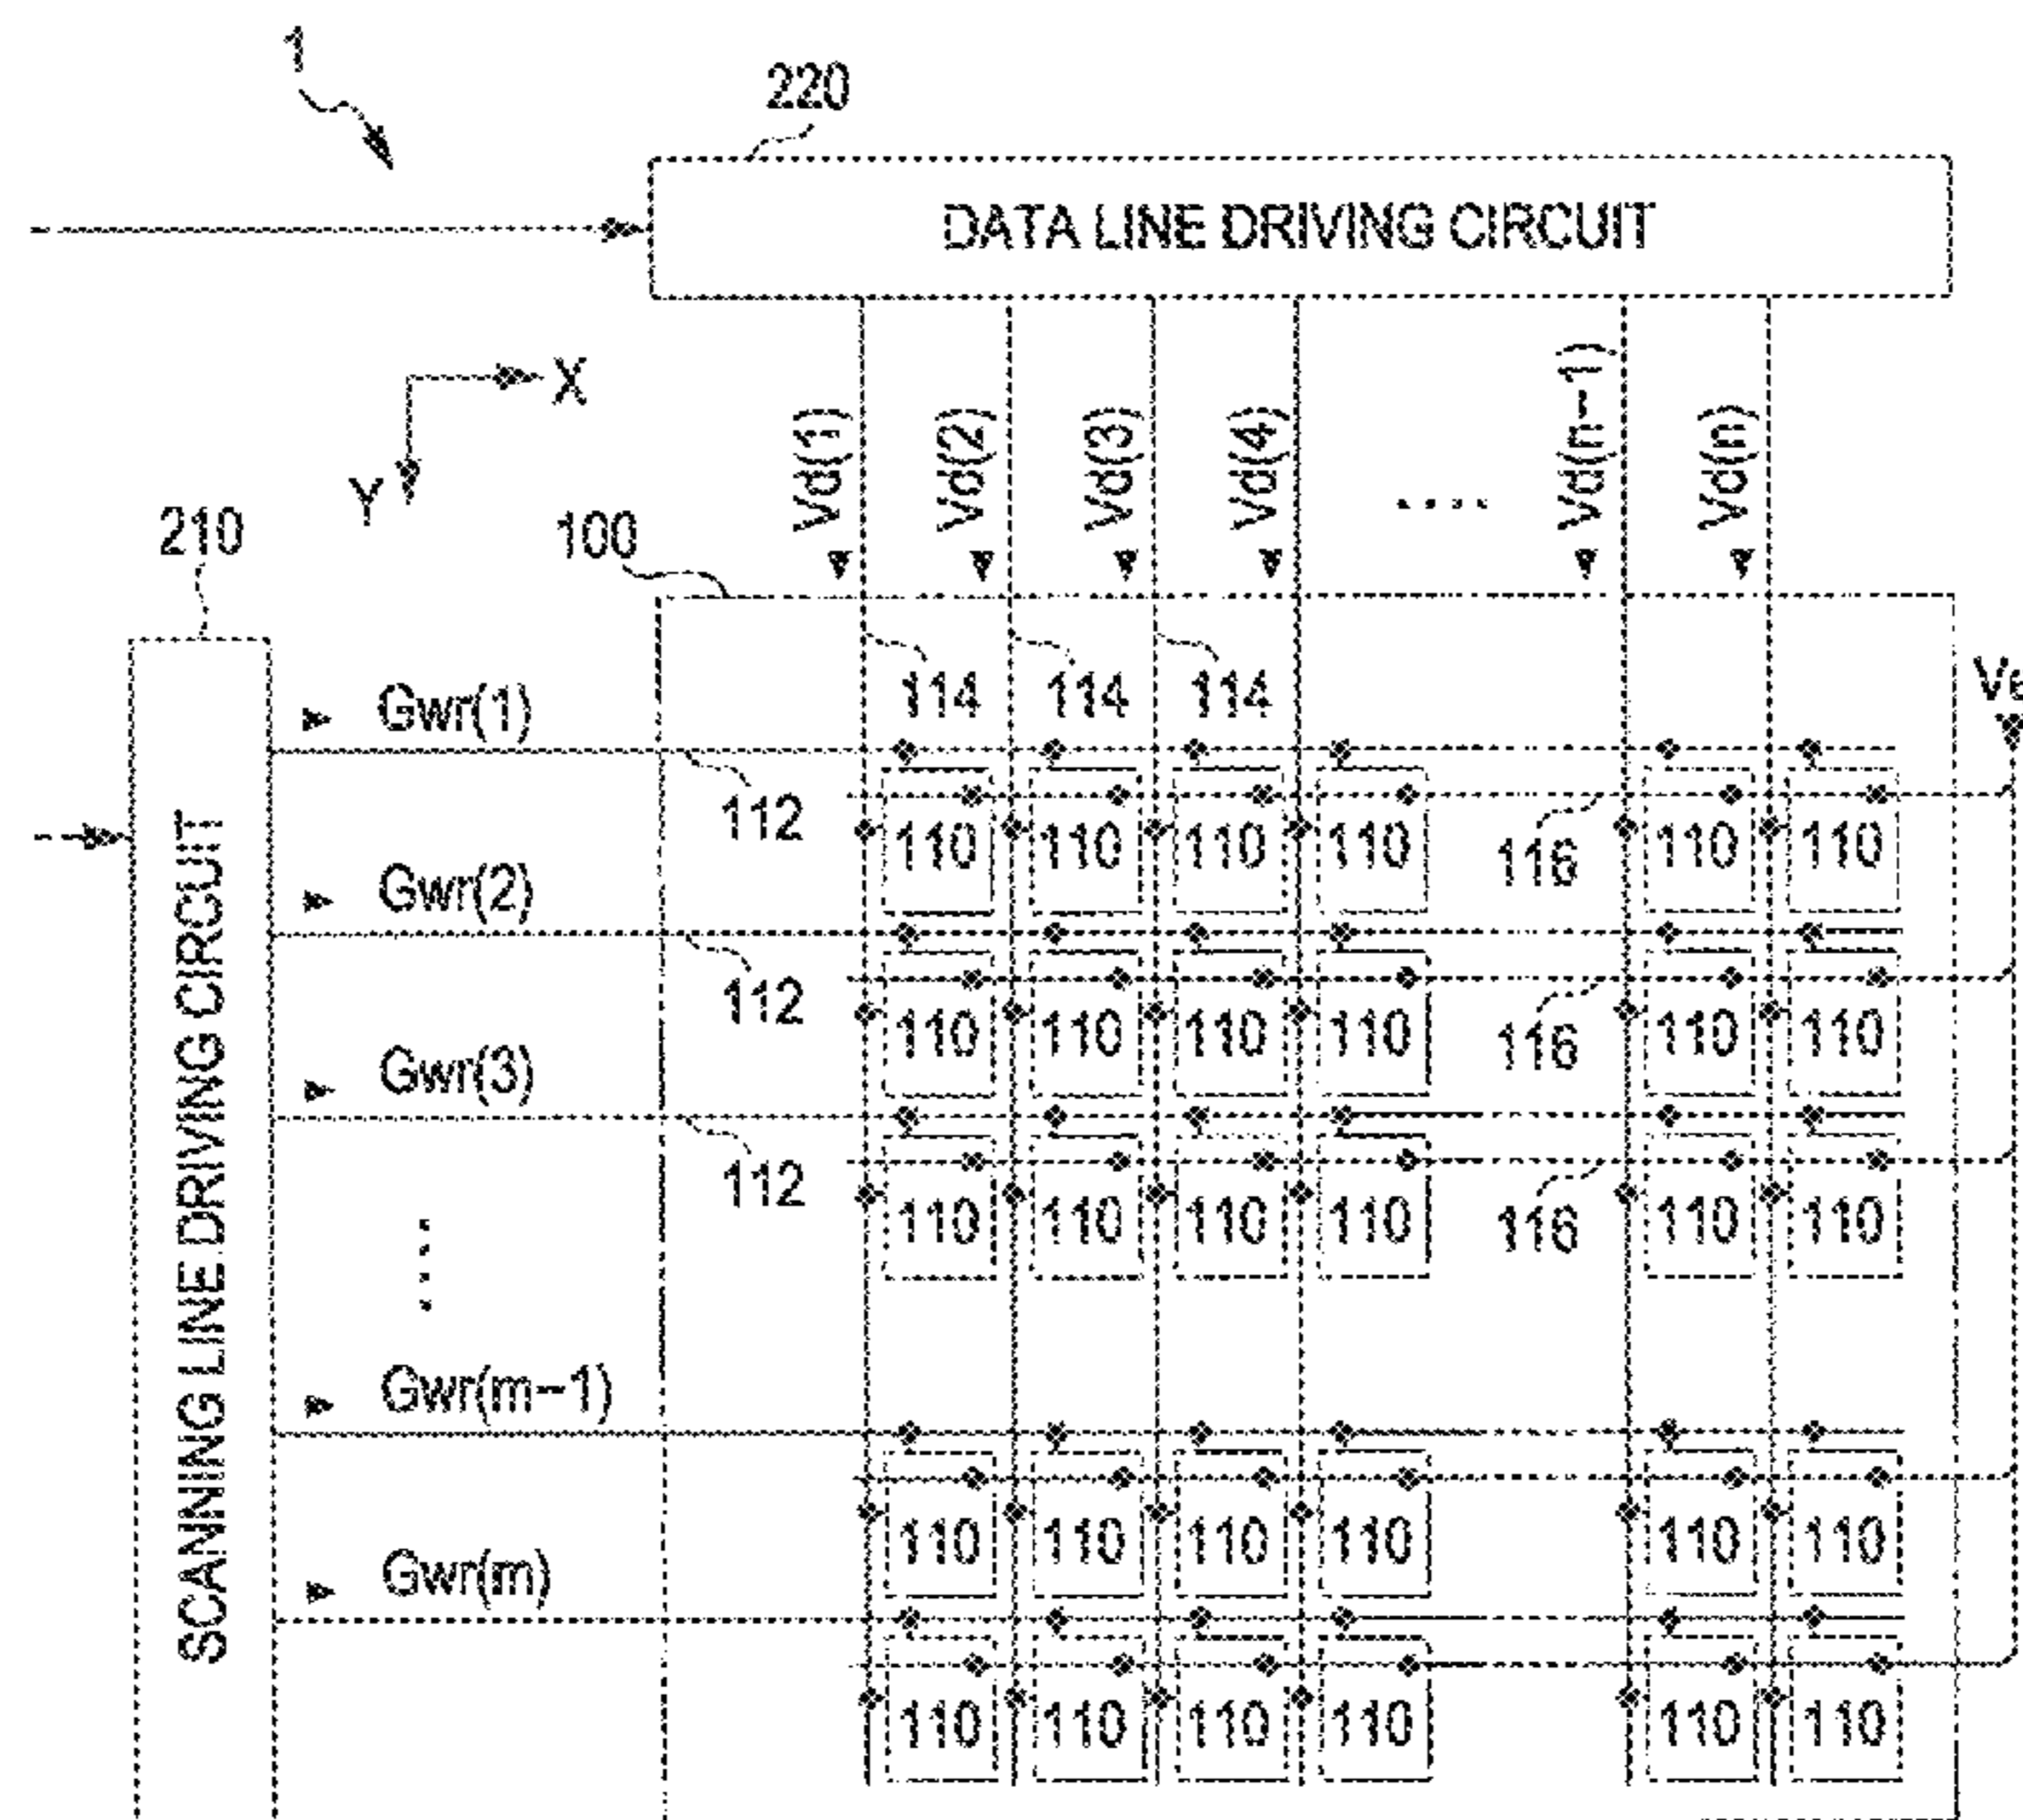 1
220
DATA LINE DRIVING CIRCUIT
X
Y
Vd(1) Vd(2) Vd(3) Vd(4) .... Vd(n-1) Vd(n)
210
100
SCANNING LINE DRIVING CIRCUIT
114 114 114
Gwr(1)
112
110 110 110 110 116 110 110
Gwr(2)
112
110 110 110 110 116 110 110
Gwr(3)
112
110 110 110 110 116 110 110
Gwr(m-1)
110 110 110 110 110 110
Gwr(m)
110 110 110 110 110 110